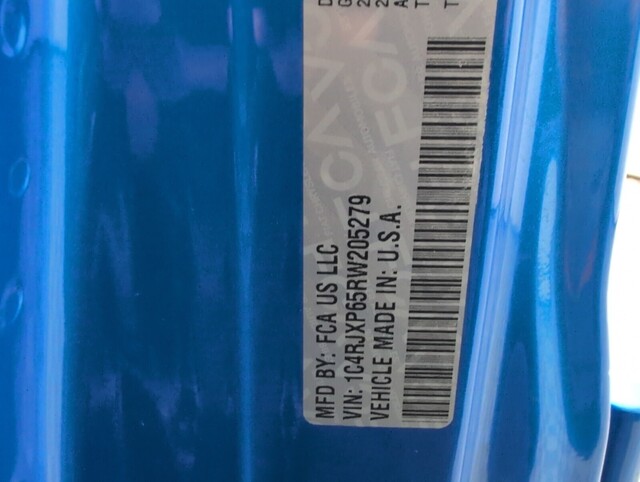 MFD BY: FCA US LLC
VIN: 1C4RJXP65RW205279
VEHICLE MADE IN: U.S.A.